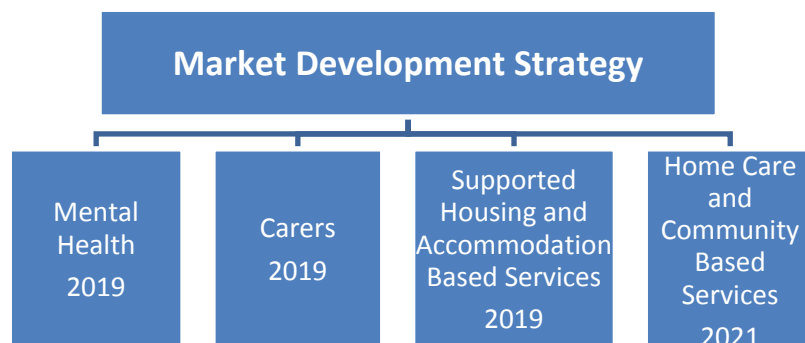 Market Development Strategy
Mental
Health
2019
Carers
2019
Supported
Housing and
Accommodation
Based Services
2019
Home Care
and
Community
Based
Services
2021